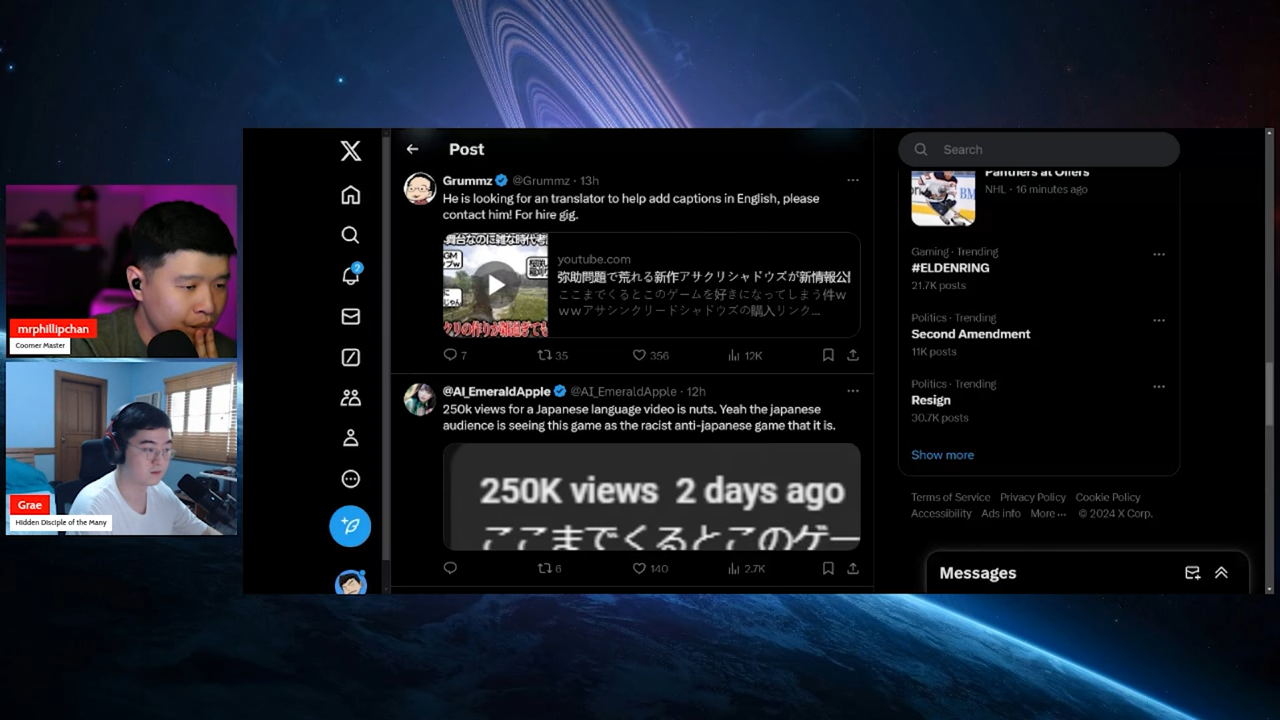 mrphillipchan
Coomer Master
Grae
Hidden Disciple of the Many
Post
Grummz @Grummz · 13h
He is looking for an translator to help add captions in English, please
contact him! For hire gig.
youtube.com
弥助問題で荒れる新作アサクリシャドウズが新情報公
ここまでくるとこのゲームを好きになってしまう件w
wwアサシンクリードシャドウズの購入リンク...
7 35 356 12K
@AI_EmeraldApple @AI_EmeraldApple · 12h
250k views for a Japanese language video is nuts. Yeah the japanese
audience is seeing this game as the racist anti-japanese game that it is.
250K views 2 days ago
ここまでくるとこのゲー
6 140 2.7K
2
Search
Panthers at Oilers
NHL · 16 minutes ago
Gaming · Trending
#ELDENRING
21.7K posts
Politics · Trending
Second Amendment
11K posts
Politics · Trending
Resign
30.7K posts
Show more
Terms of Service Privacy Policy Cookie Policy
Accessibility Ads info More ··· © 2024 X Corp.
Messages